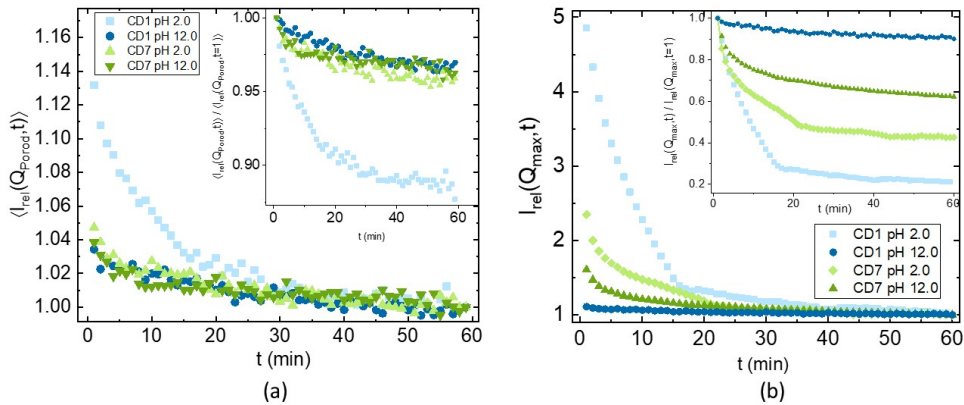 ⟨I_rel(Q_Porod,t)⟩
1.16
1.14
1.12
1.10
1.08
1.06
1.04
1.02
1.00
CD1 pH 2.0
CD1 pH 12.0
CD7 pH 2.0
CD7 pH 12.0
⟨I_rel(Q_Porod,t)⟩ / ⟨I_rel(Q_Porod,t=1)⟩
1.00
0.95
0.90
0 20 40 60
t (min)
0 10 20 30 40 50 60
t (min)
(a)
I_rel(Q_max,t)
5
4
3
2
1
I_rel(Q_max,t) / I_rel(Q_max,t=1)
1.0
0.8
0.6
0.4
0.2
0 20 40 60
t (min)
CD1 pH 2.0
CD1 pH 12.0
CD7 pH 2.0
CD7 pH 12.0
0 10 20 30 40 50 60
t (min)
(b)